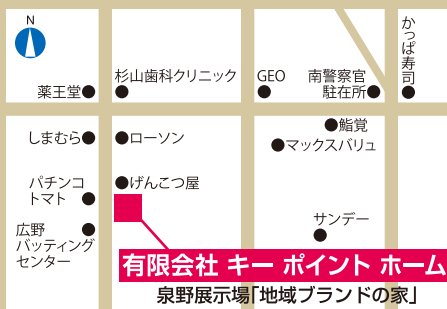 N
かっぱ寿司
薬王堂
杉山歯科クリニック
GEO
南警察官
駐在所
しまむら
ローソン
鮨覚
マックスバリュ
パチンコ
トマト
げんこつ屋
広野
バッティング
センター
サンデー
有限会社 キー ポイント ホーム
泉野展示場「地域ブランドの家」